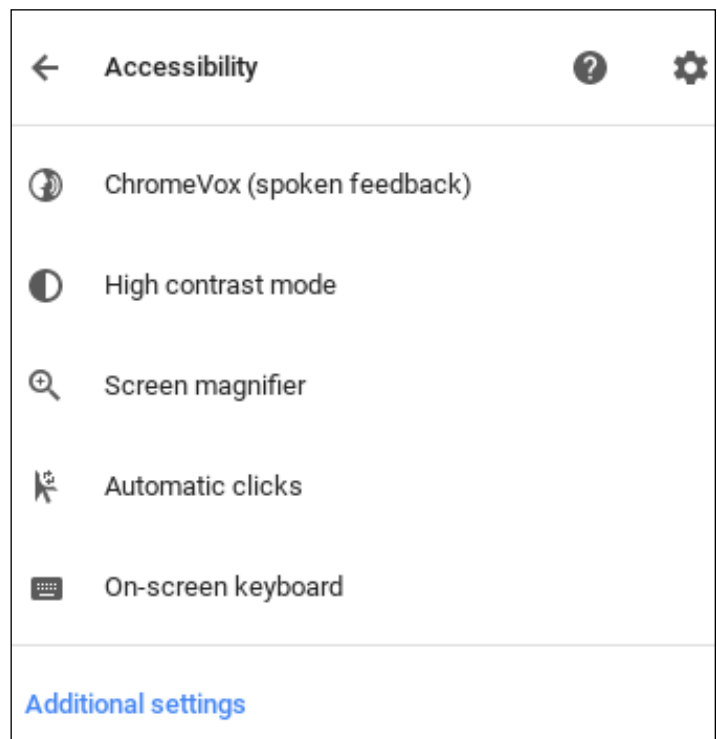 Accessibility
ChromeVox (spoken feedback)
High contrast mode
Screen magnifier
Automatic clicks
On-screen keyboard
Additional settings